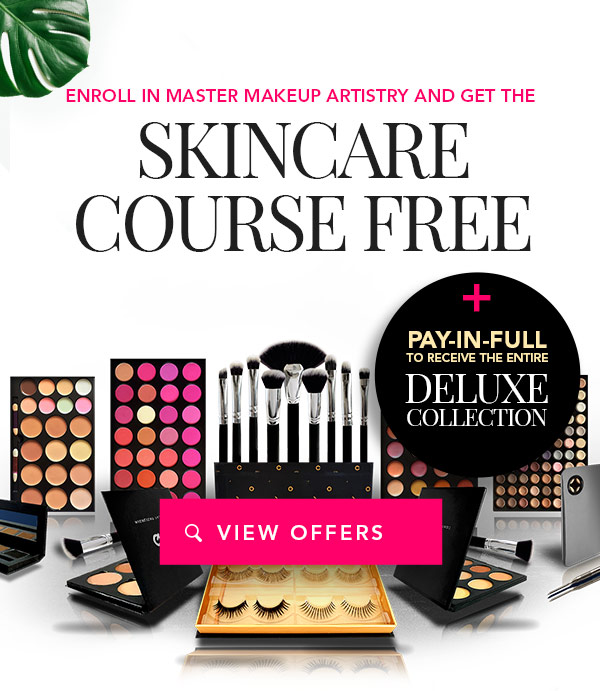 ENROLL IN MASTER MAKEUP ARTISTRY AND GET THE
SKINCARE
COURSE FREE
+
PAY-IN-FULL
TO RECEIVE THE ENTIRE
DELUXE
COLLECTION
VIEW OFFERS